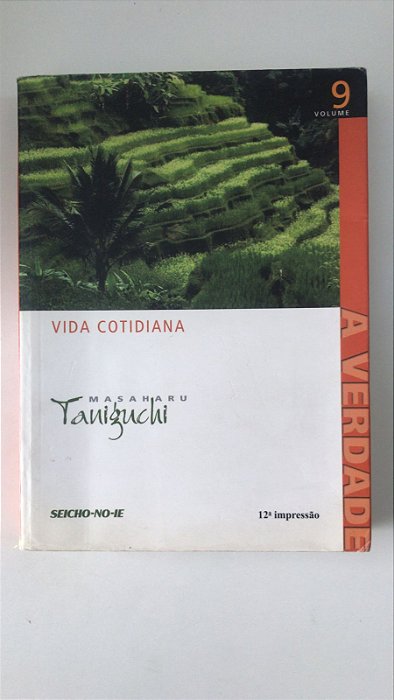 9
VOLUME
VIDA COTIDIANA
MASAHARU
Taniguchi
SEICHO-NO-IE
12ª impressão
A VERDADE